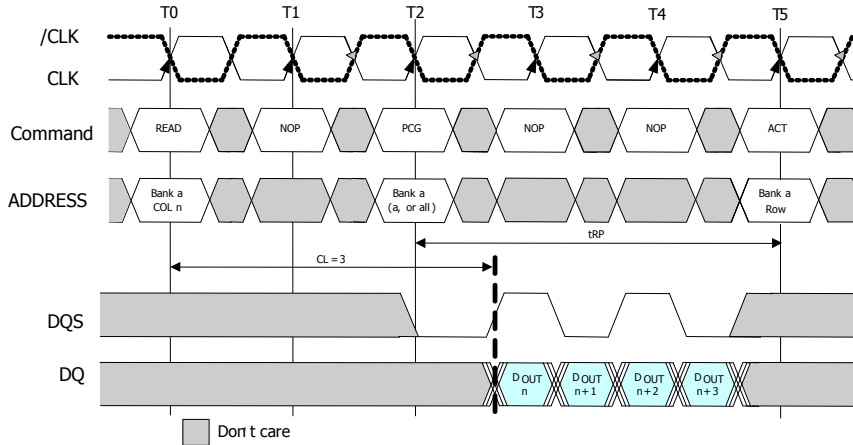 T0 T1 T2 T3 T4 T5
/CLK
CLK
Command READ NOP PCG NOP NOP ACT
ADDRESS Bank a COL n Bank a (a, or all) Bank a Row
tRP
CL = 3
DQS
DQ DOUT n DOUT n+1 DOUT n+2 DOUT n+3
Don't care